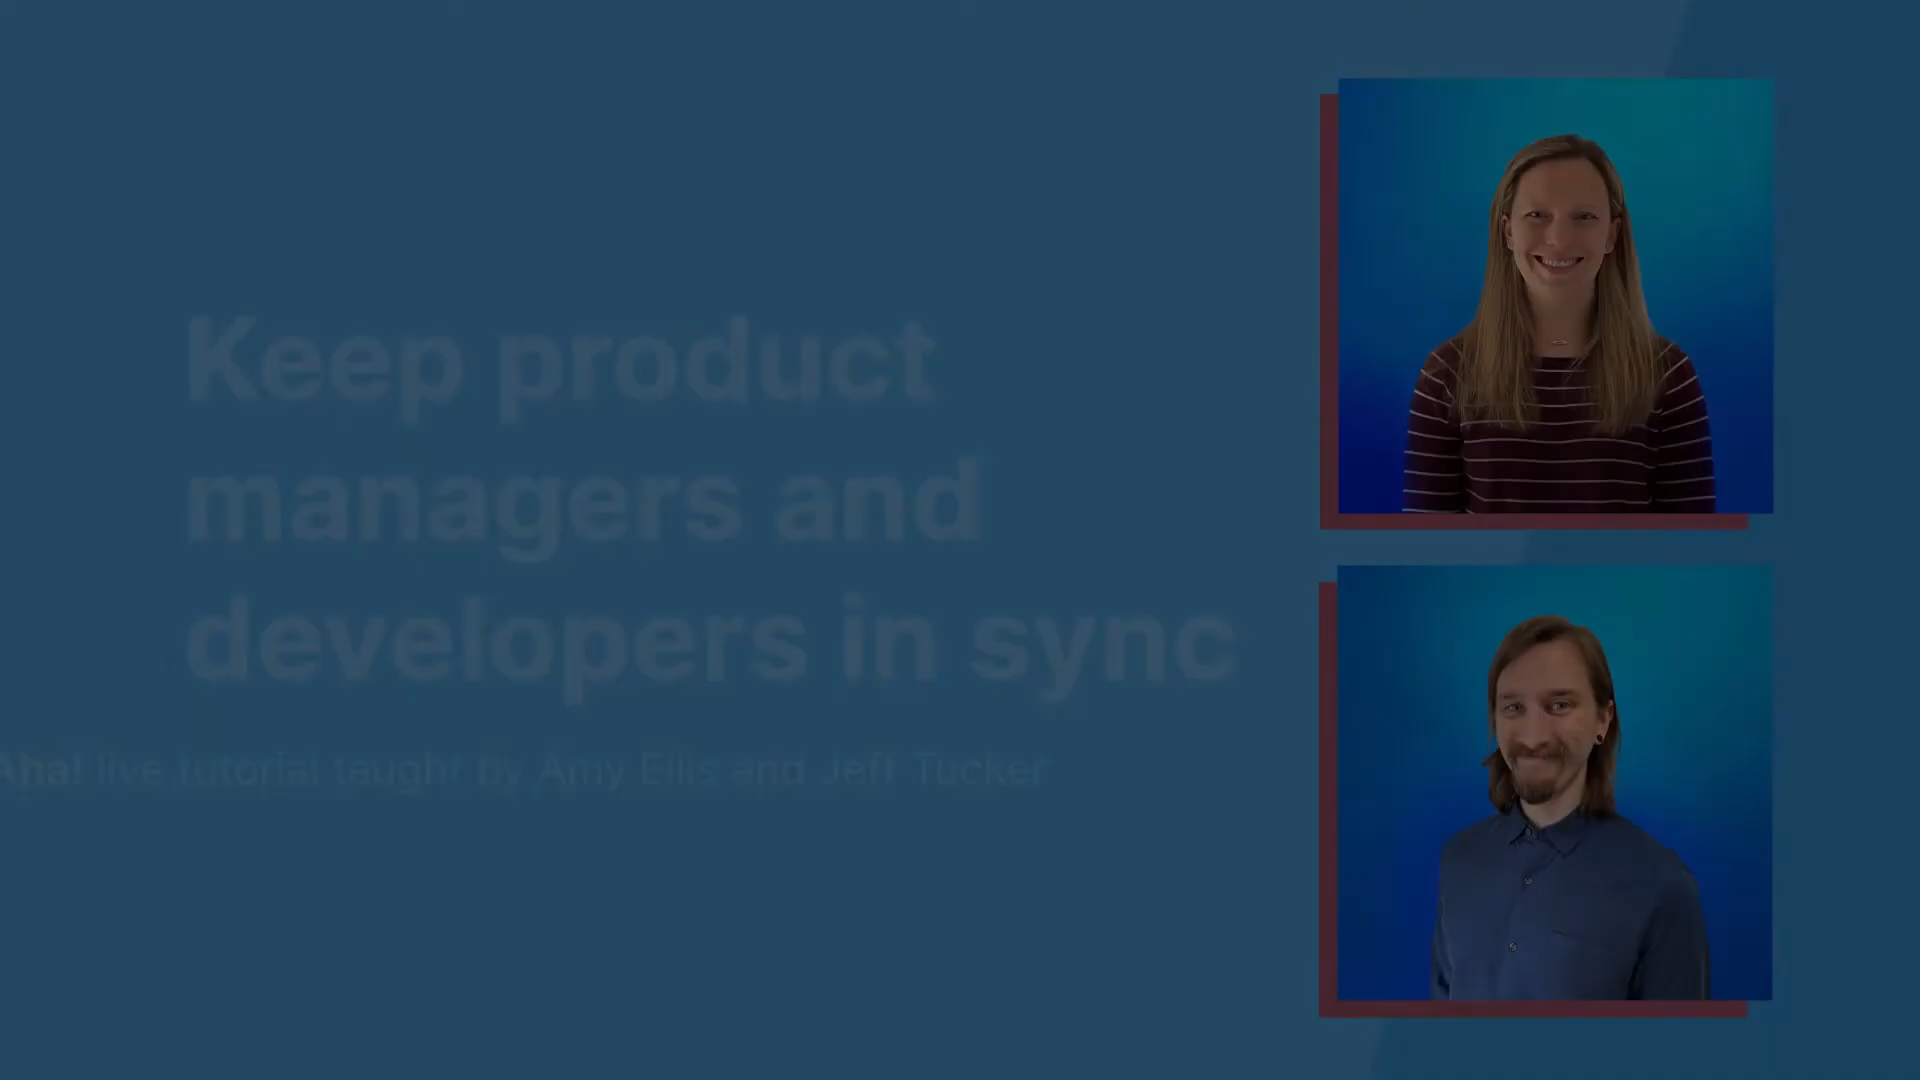 Keep product
managers and
developers in sync
Aha! live tutorial taught by Amy Ellis and Jeff Tucker